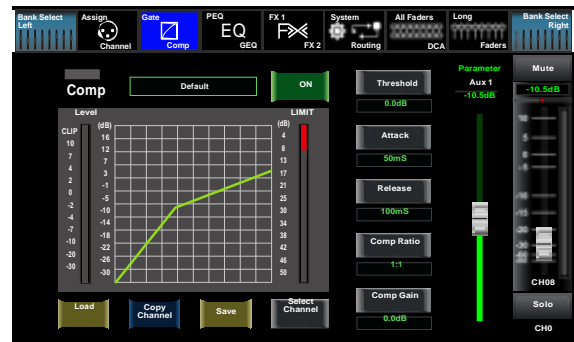 Bank Select
Left
Assign
Channel
Gate
Comp
PEQ
EQ
GEQ
FX 1
FX 2
System
Routing
All Faders
DCA
Long
Faders
Bank Select
Right
Comp
Default
ON
Level
LIMIT
CLIP
10
7
4
2
0
-2
-4
-7
-10
-20
-30
(dB)
16
12
7
3
-1
-5
-10
-14
-18
-22
-26
-30
(dB)
4
8
13
17
21
25
30
34
38
42
46
50
Threshold
0.0dB
Attack
50mS
Release
100mS
Comp Ratio
1:1
Comp Gain
0.0dB
Parameter
Aux 1
-10.5dB
Mute
-10.5dB
CH08
Solo
CH0
Load
Copy
Channel
Save
Select
Channel